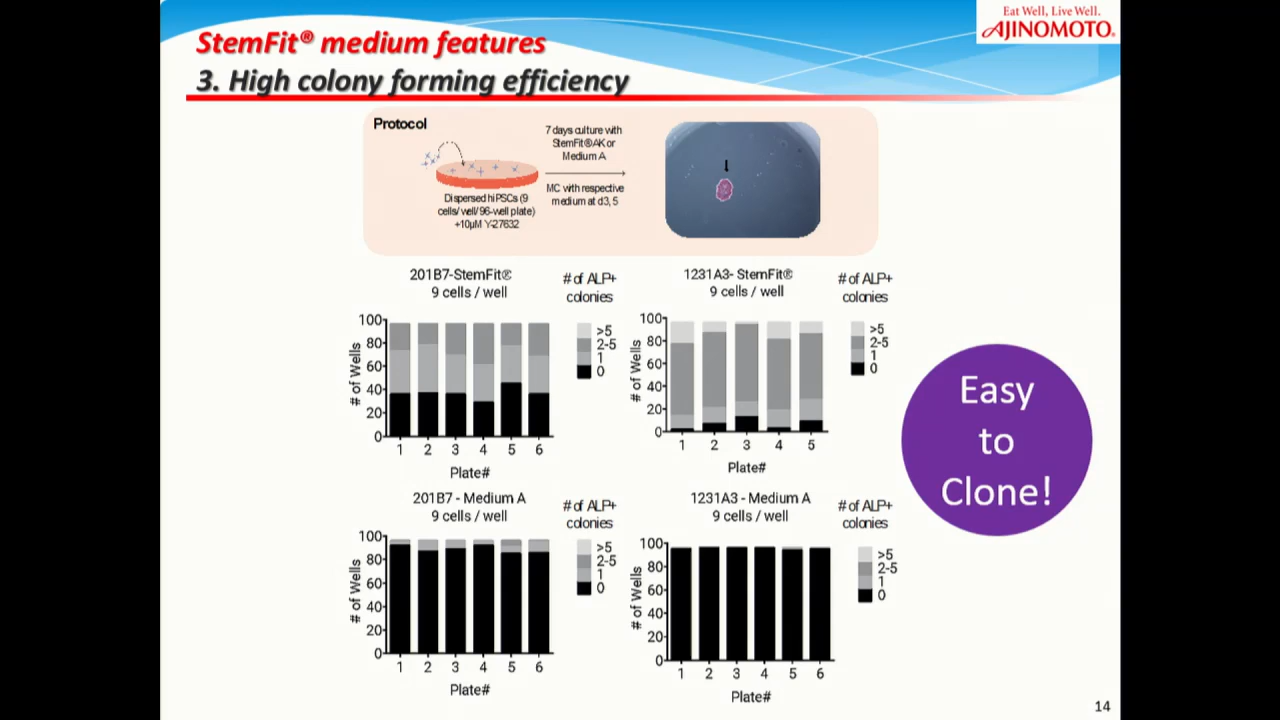 Eat Well, Live Well.
AJINOMOTO®
StemFit® medium features
3. High colony forming efficiency
Protocol
Dispersed hiPSCs (9
cells/well/96-well plate)
+10μM Y-27632
7 days culture with
StemFit®AK or
Medium A
MC with respective
medium at d3, 5
201B7-StemFit®
9 cells / well
# of ALP+
colonies
>5
2-5
1
0
# of Wells
100
80
60
40
20
0
1 2 3 4 5 6
Plate#
1231A3- StemFit®
9 cells / well
# of ALP+
colonies
>5
2-5
1
0
# of Wells
100
80
60
40
20
0
1 2 3 4 5
Plate#
201B7 - Medium A
9 cells / well
# of ALP+
colonies
>5
2-5
1
0
# of Wells
100
80
60
40
20
0
1 2 3 4 5 6
Plate#
1231A3 - Medium A
9 cells / well
# of ALP+
colonies
>5
2-5
1
0
# of Wells
100
80
60
40
20
0
1 2 3 4 5 6
Plate#
Easy
to
Clone!
14